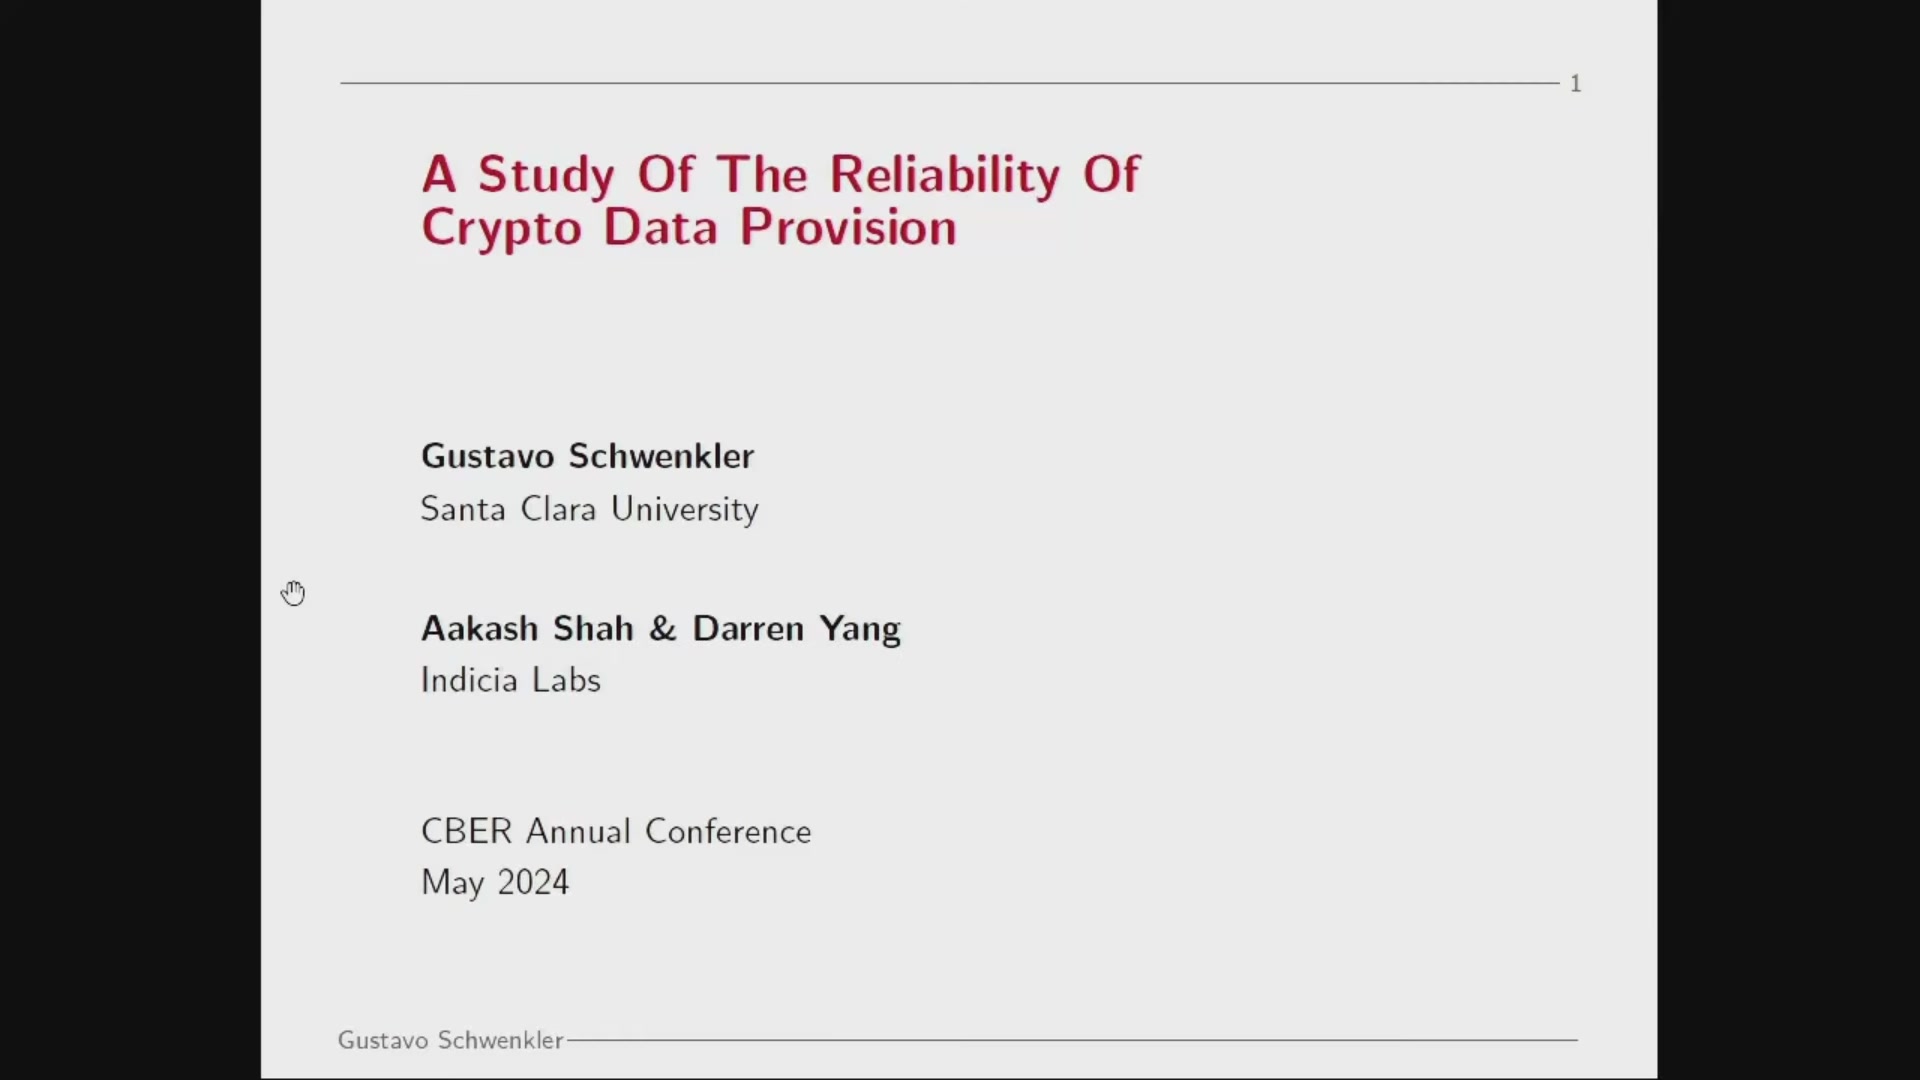 1
A Study Of The Reliability Of
Crypto Data Provision
Gustavo Schwenkler
Santa Clara University
Aakash Shah & Darren Yang
Indicia Labs
CBER Annual Conference
May 2024
Gustavo Schwenkler